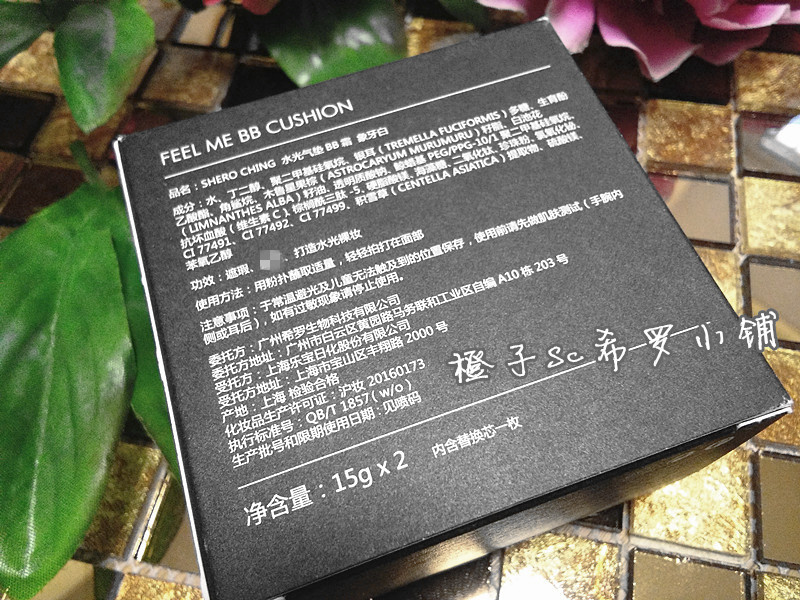 FEEL ME BB CUSHION
品名：SHERO CHING 水光气垫BB霜 象牙白
成分：水、丁二醇、聚二甲基硅氧烷、银耳（TREMELLA FUCIFORMIS）多糖、生育酚
乙酸酯、角鲨烷、木鲁星果棕（ASTROCARYUM MURUMURU）籽脂、白池花
（LIMNANTHES ALBA）籽油、透明质酸钠、鲸蜡基 PEG/PPG-10/1 聚二甲基硅氧烷、
抗坏血酸（维生素C）、棕榈酰三肽-5、硬脂酸镁、海藻糖、二氧化钛、珍珠粉、氢氧化铝、
CI 77491、CI 77492、CI 77499、积雪草（CENTELLA ASIATICA）提取物、硫酸镁、
苯氧乙醇
功效：遮瑕、 、打造水光裸妆
使用方法：用粉扑蘸取适量，轻轻拍打在面部
注意事项：于常温避光及儿童无法触及到的位置保存，使用前请先做肌肤测试（手腕内
侧或耳后），如有过敏现象请停止使用。
委托方：广州希罗生物科技有限公司
委托方地址：广州市白云区黄园路马务联和工业区自编 A10 栋 203 号
受托方：上海乐宝日化股份有限公司
受托方地址：上海市宝山区丰翔路 2000 号
产地：上海 检验合格
化妆品生产许可证：沪妆 20160173
执行标准号：QB/T 1857（w/o）
生产批号和限期使用日期：见喷码
净含量：15g x 2 内含替换芯一枚
橙子&c希罗小铺